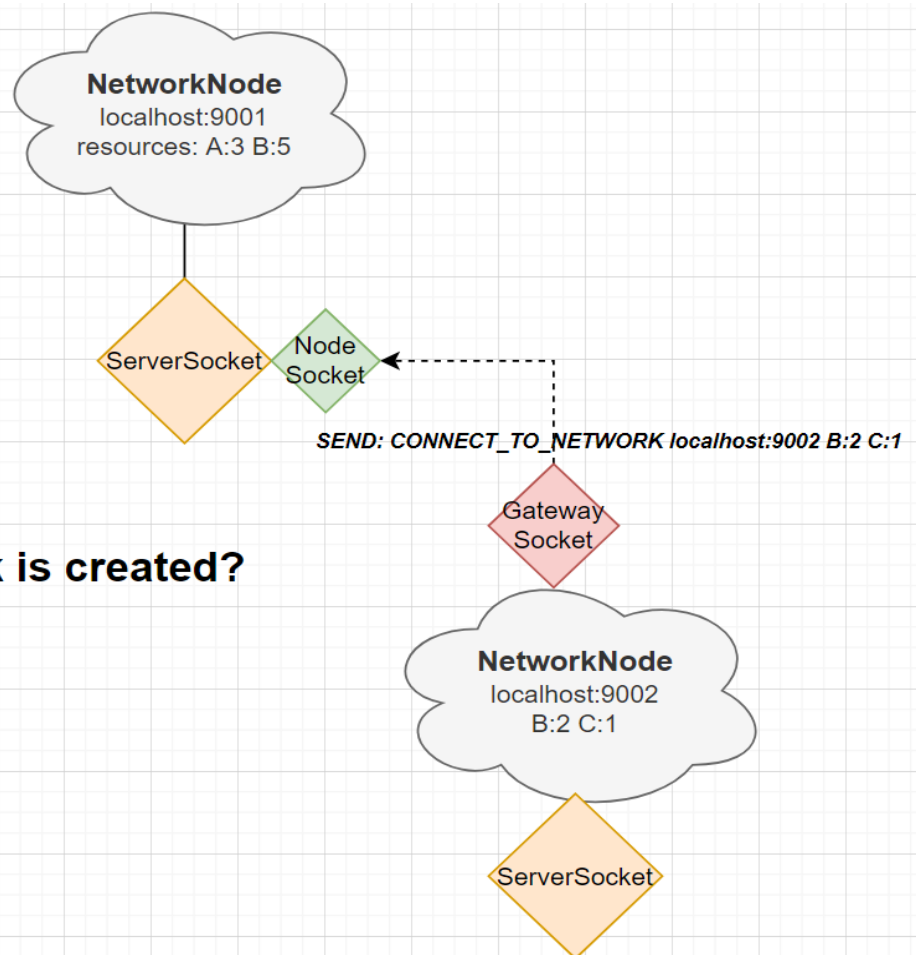 NetworkNode
localhost:9001
resources: A:3 B:5
ServerSocket
Node
Socket
SEND: CONNECT_TO_NETWORK localhost:9002 B:2 C:1
Gateway
Socket
is created?
NetworkNode
localhost:9002
B:2 C:1
ServerSocket